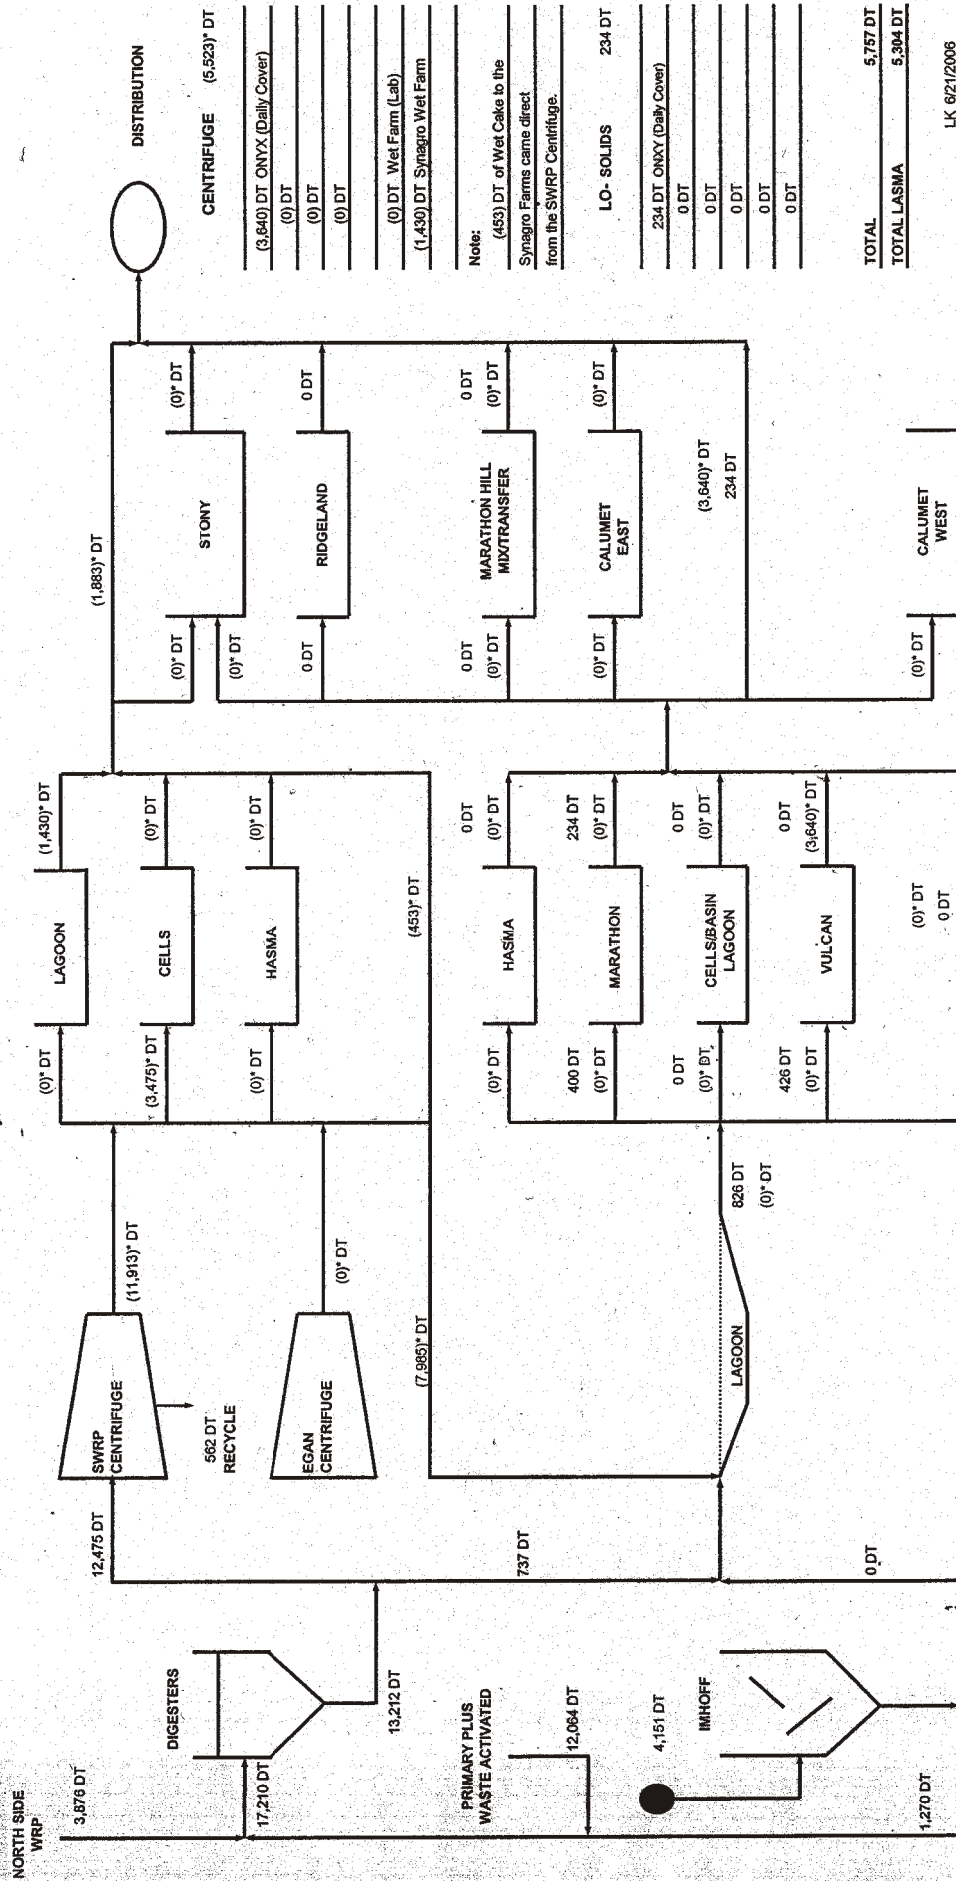 NORTH SIDE
WRP
3,876 DT
DIGESTERS
17,210 DT
13,212 DT
PRIMARY PLUS
WASTE ACTIVATED
12,064 DT
4,151 DT
IMHOFF
1,270 DT
12,475 DT
737 DT
0 DT
SWRP
CENTRIFUGE
562 DT
RECYCLE
EGAN
CENTRIFUGE
(11,913)* DT
(0)* DT
(7,985)* DT
LAGOON
826 DT
(0)* DT
(0)* DT
LAGOON
(1,430)* DT
(3,475)* DT
CELLS
(0)* DT
(0)* DT
HASMA
(0)* DT
(453)* DT
(0)* DT
HASMA
0 DT
(0)* DT
400 DT
(0)* DT
MARATHON
234 DT
(0)* DT
0 DT
(0)* DT
CELLS/BASIN
LAGOON
0 DT
(0)* DT
426 DT
(0)* DT
VULCAN
0 DT
(3,640)* DT
(0)* DT
0 DT
(1,883)* DT
(0)* DT
(0)* DT
STONY
(0)* DT
0 DT
RIDGELAND
0 DT
0 DT
(0)* DT
MARATHON HILL
MIX/TRANSFER
0 DT
(0)* DT
(0)* DT
CALUMET
EAST
(0)* DT
(3,640)* DT
234 DT
(0)* DT
CALUMET
WEST
DISTRIBUTION
CENTRIFUGE (5,523)* DT
(3,640) DT ONYX (Daily Cover)
(0) DT
(0) DT
(0) DT
(0) DT Wet Farm (Lab)
(1,430) DT Synagro Wet Farm
Note:
(453) DT of Wet Cake to the
Synagro Farms came direct
from the SWRP Centrifuge.
LO- SOLIDS 234 DT
234 DT ONXY (Daily Cover)
0 DT
0 DT
0 DT
0 DT
0 DT
TOTAL 5,757 DT
TOTAL LASMA 5,304 DT
LK 6/21/2006